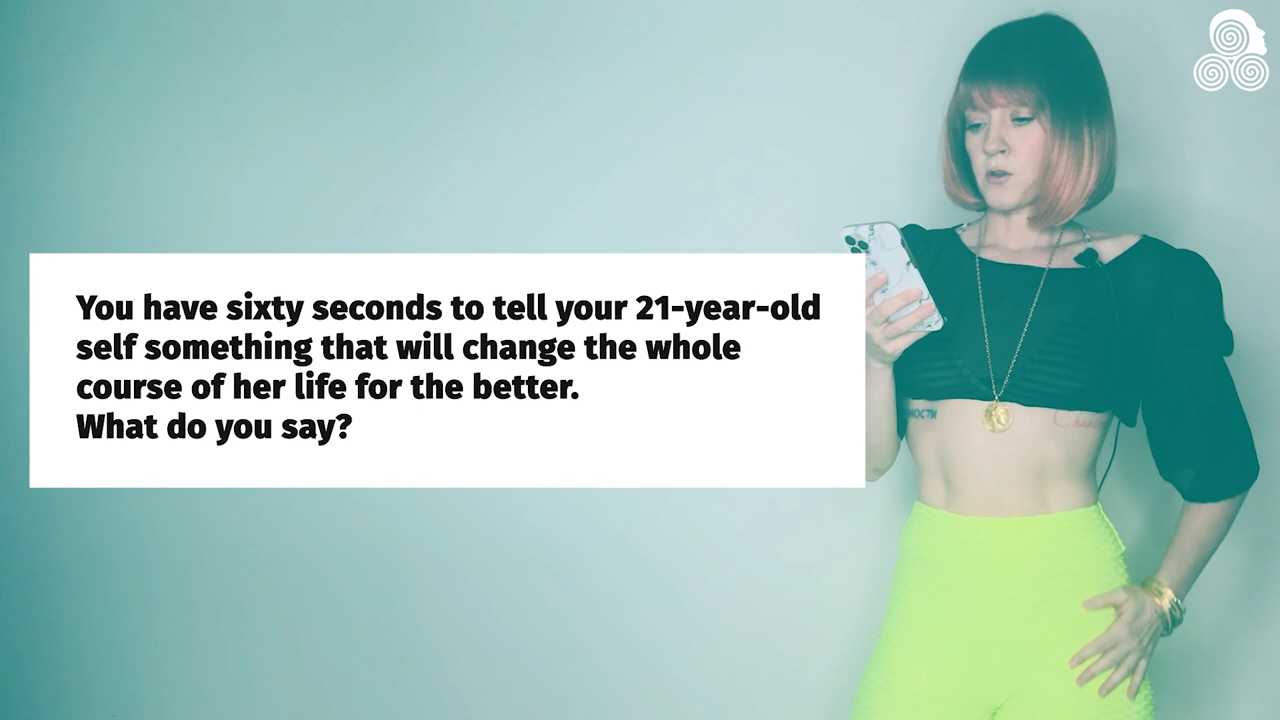 You have sixty seconds to tell your 21-year-old
self something that will change the whole
course of her life for the better.
What do you say?